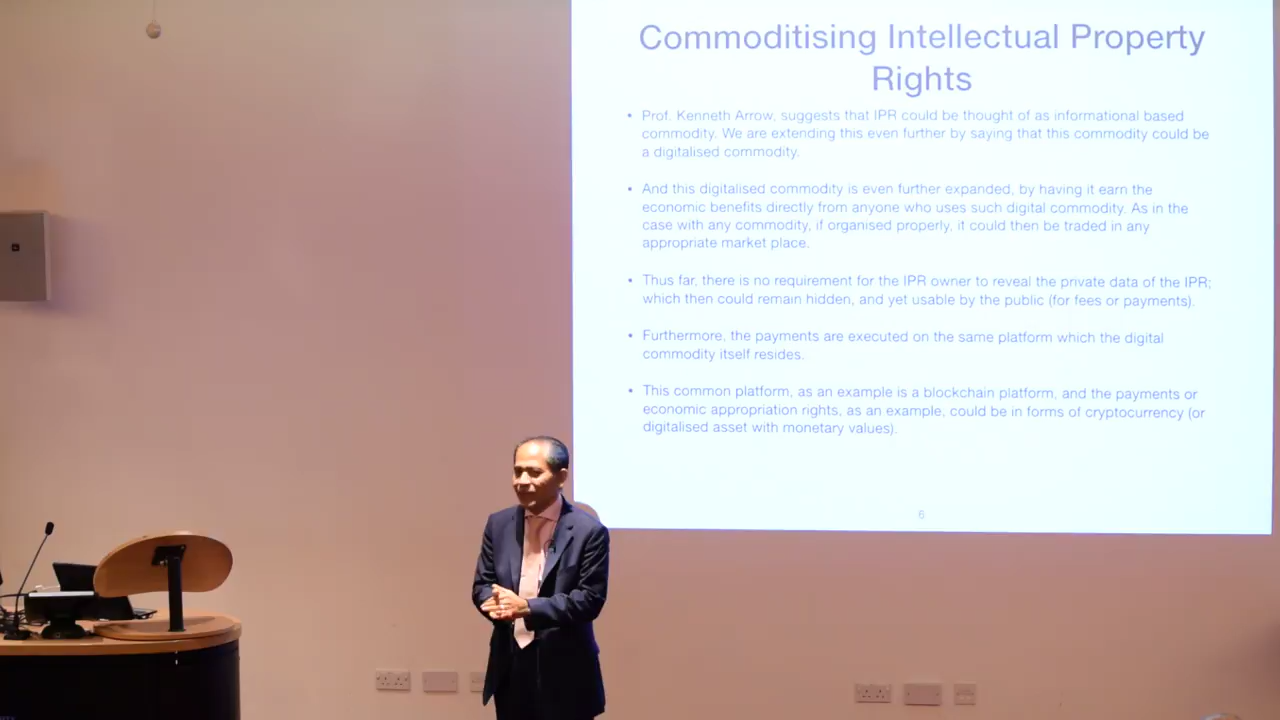 Commoditising Intellectual Property
Rights
• Prof. Kenneth Arrow, suggests that IPR could be thought of as informational based
commodity. We are extending this even further by saying that this commodity could be
a digitalised commodity.
• And this digitalised commodity is even further expanded, by having it earn the
economic benefits directly from anyone who uses such digital commodity. As in the
case with any commodity, if organised properly, it could then be traded in any
appropriate market place.
• Thus far, there is no requirement for the IPR owner to reveal the private data of the IPR;
which then could remain hidden, and yet usable by the public (for fees or payments).
• Furthermore, the payments are executed on the same platform which the digital
commodity itself resides.
• This common platform, as an example is a blockchain platform, and the payments or
economic appropriation rights, as an example, could be in forms of cryptocurrency (or
digitalised asset with monetary values).
6